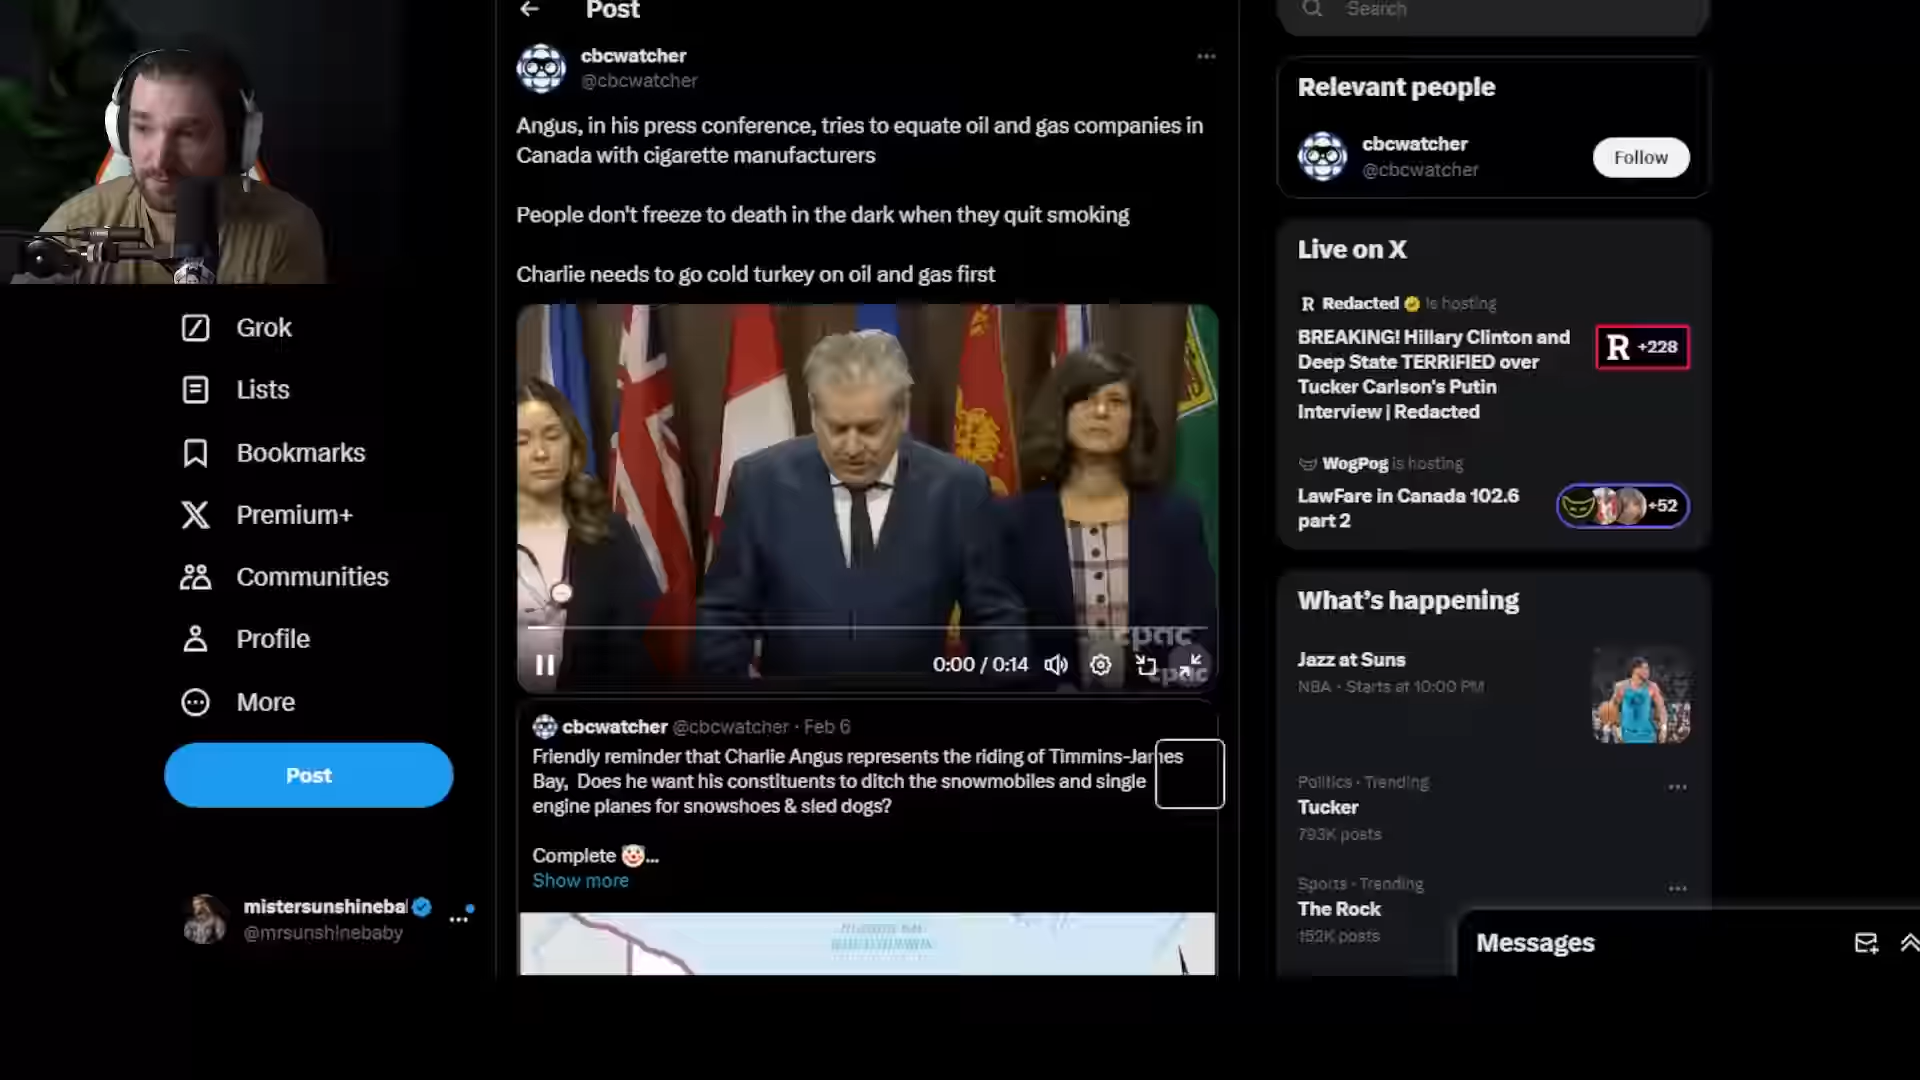 Post
cbcwatcher
@cbcwatcher
Angus, in his press conference, tries to equate oil and gas companies in
Canada with cigarette manufacturers
People don't freeze to death in the dark when they quit smoking
Charlie needs to go cold turkey on oil and gas first
cpac
0:00 / 0:14
cpac
cbcwatcher @cbcwatcher · Feb 6
Friendly reminder that Charlie Angus represents the riding of Timmins-James
Bay, Does he want his constituents to ditch the snowmobiles and single
engine planes for snowshoes & sled dogs?
Complete 🤡...
Show more
Grok
Lists
Bookmarks
Premium+
Communities
Profile
More
Post
mistersunshineba
@mrsunshinebaby
Search
Relevant people
cbcwatcher
@cbcwatcher
Follow
Live on X
R Redacted is hosting
BREAKING! Hillary Clinton and
Deep State TERRIFIED over
Tucker Carlson's Putin
Interview | Redacted
R +228
WogPog is hosting
LawFare in Canada 102.6
part 2
+52
What's happening
Jazz at Suns
NBA · Starts at 10:00 PM
Politics · Trending
Tucker
793K posts
Sports · Trending
The Rock
152K posts
Messages